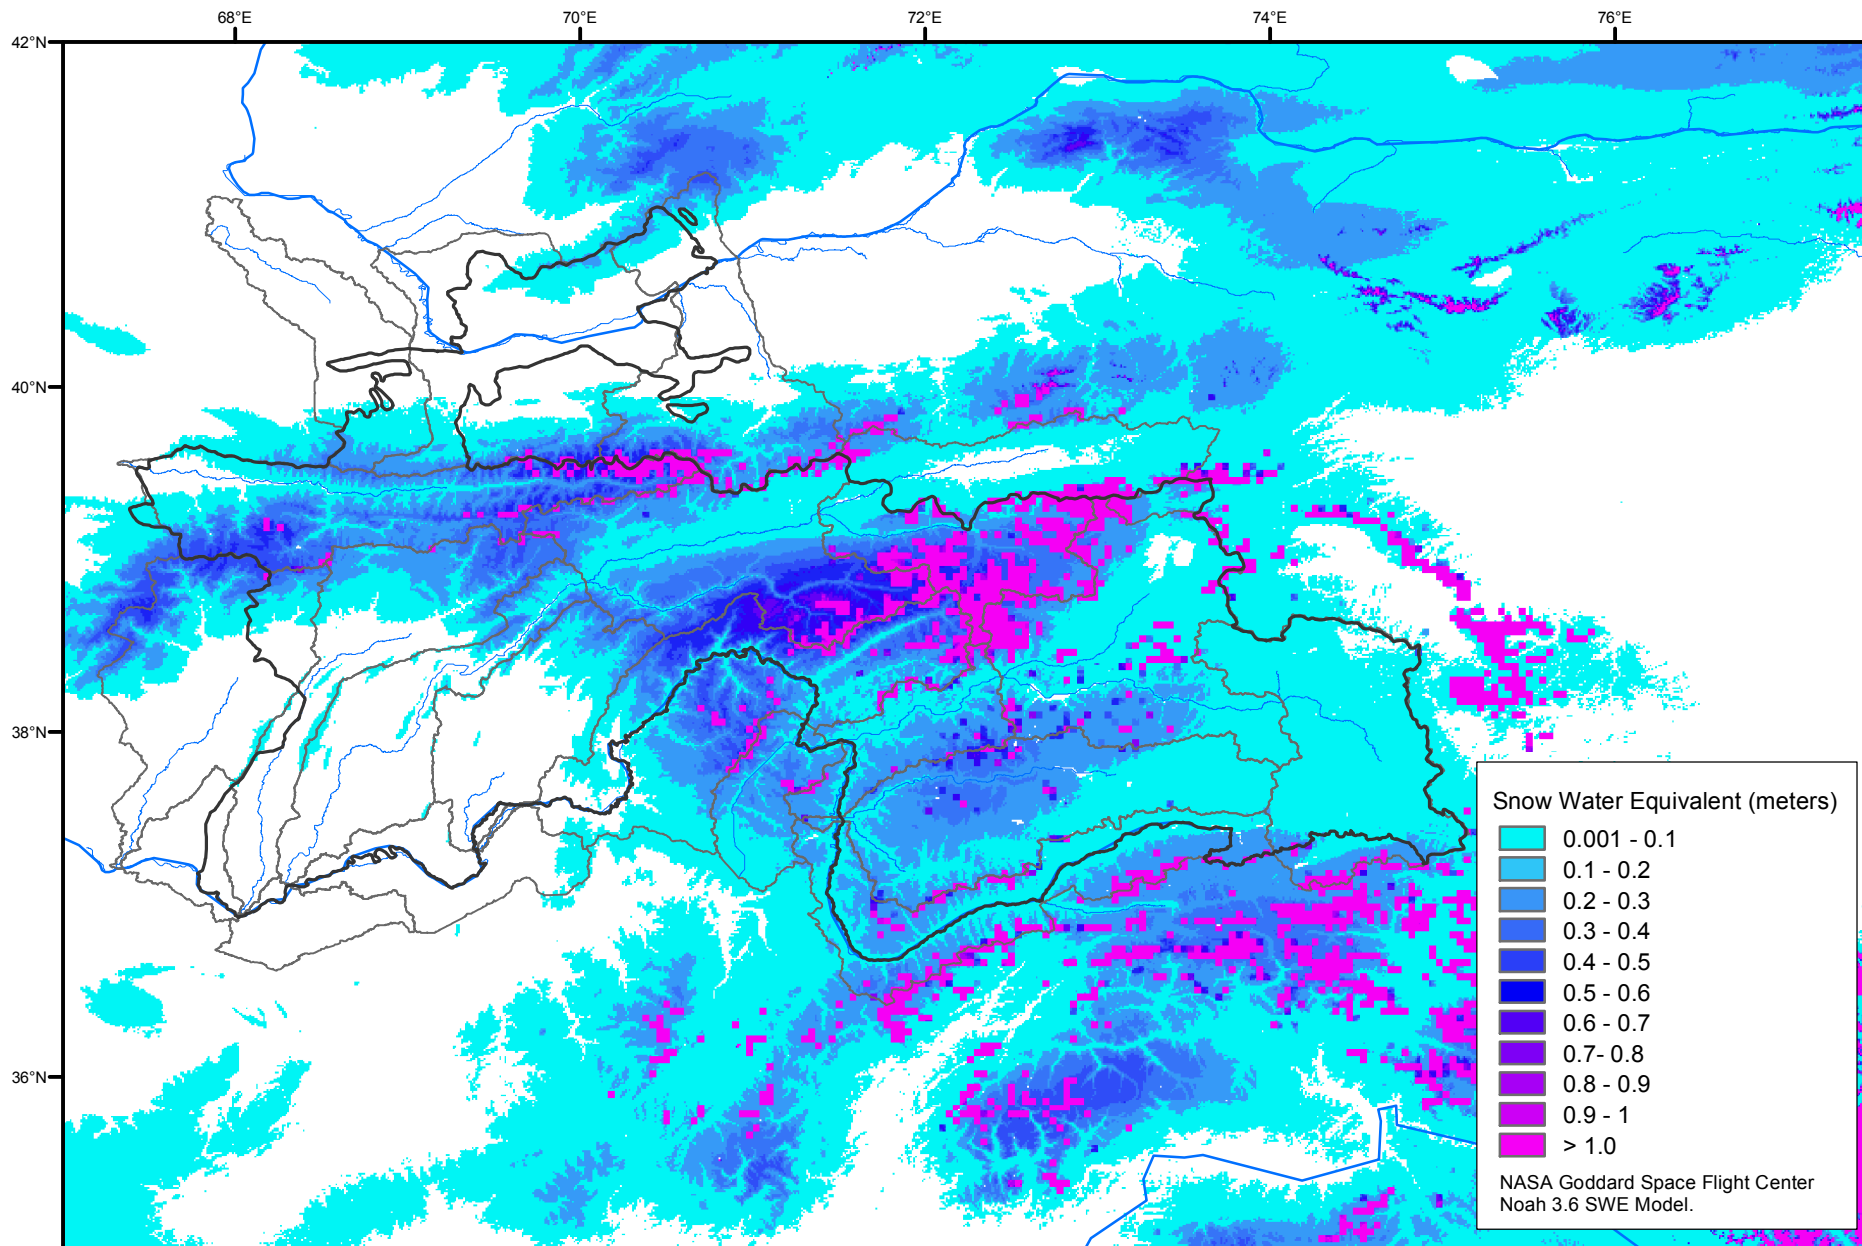 68°E 70°E 72°E 74°E 76°E
42°N
40°N
38°N
36°N
Snow Water Equivalent (meters)
0.001 - 0.1
0.1 - 0.2
0.2 - 0.3
0.3 - 0.4
0.4 - 0.5
0.5 - 0.6
0.6 - 0.7
0.7- 0.8
0.8 - 0.9
0.9 - 1
> 1.0
NASA Goddard Space Flight Center
Noah 3.6 SWE Model.